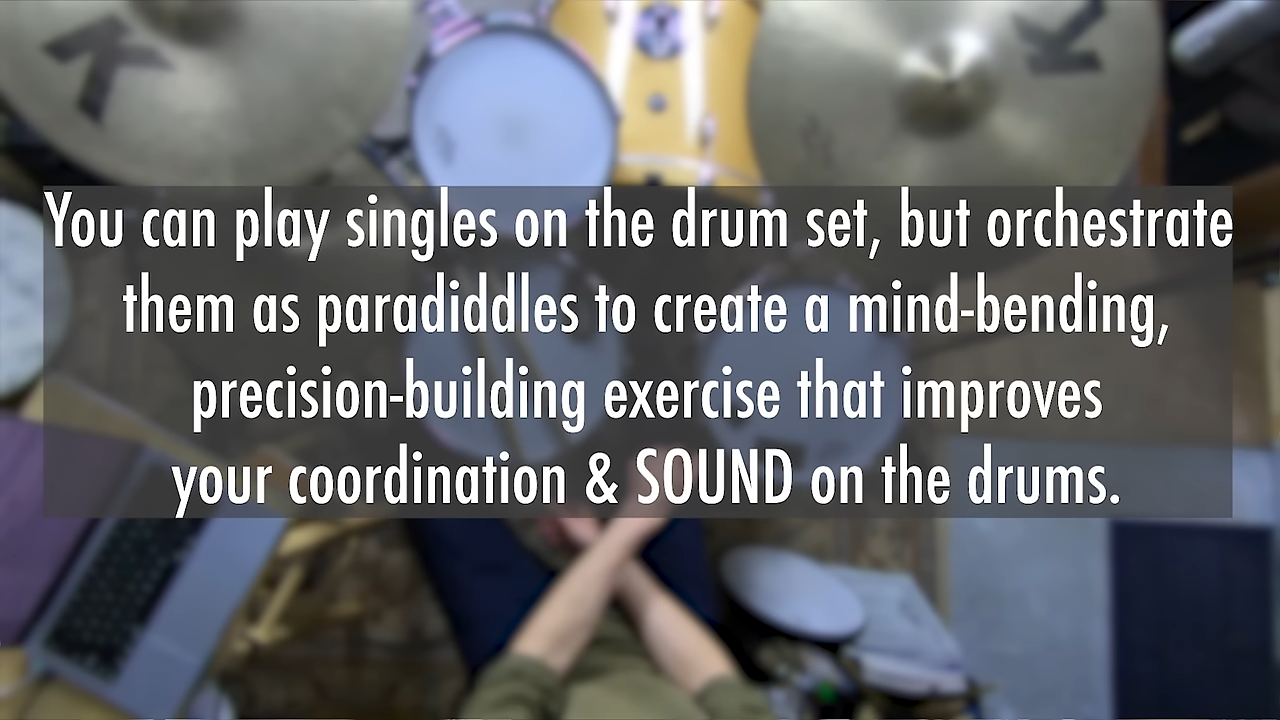 K
K
You can play singles on the drum set, but orchestrate
them as paradiddles to create a mind-bending,
precision-building exercise that improves
your coordination & SOUND on the drums.